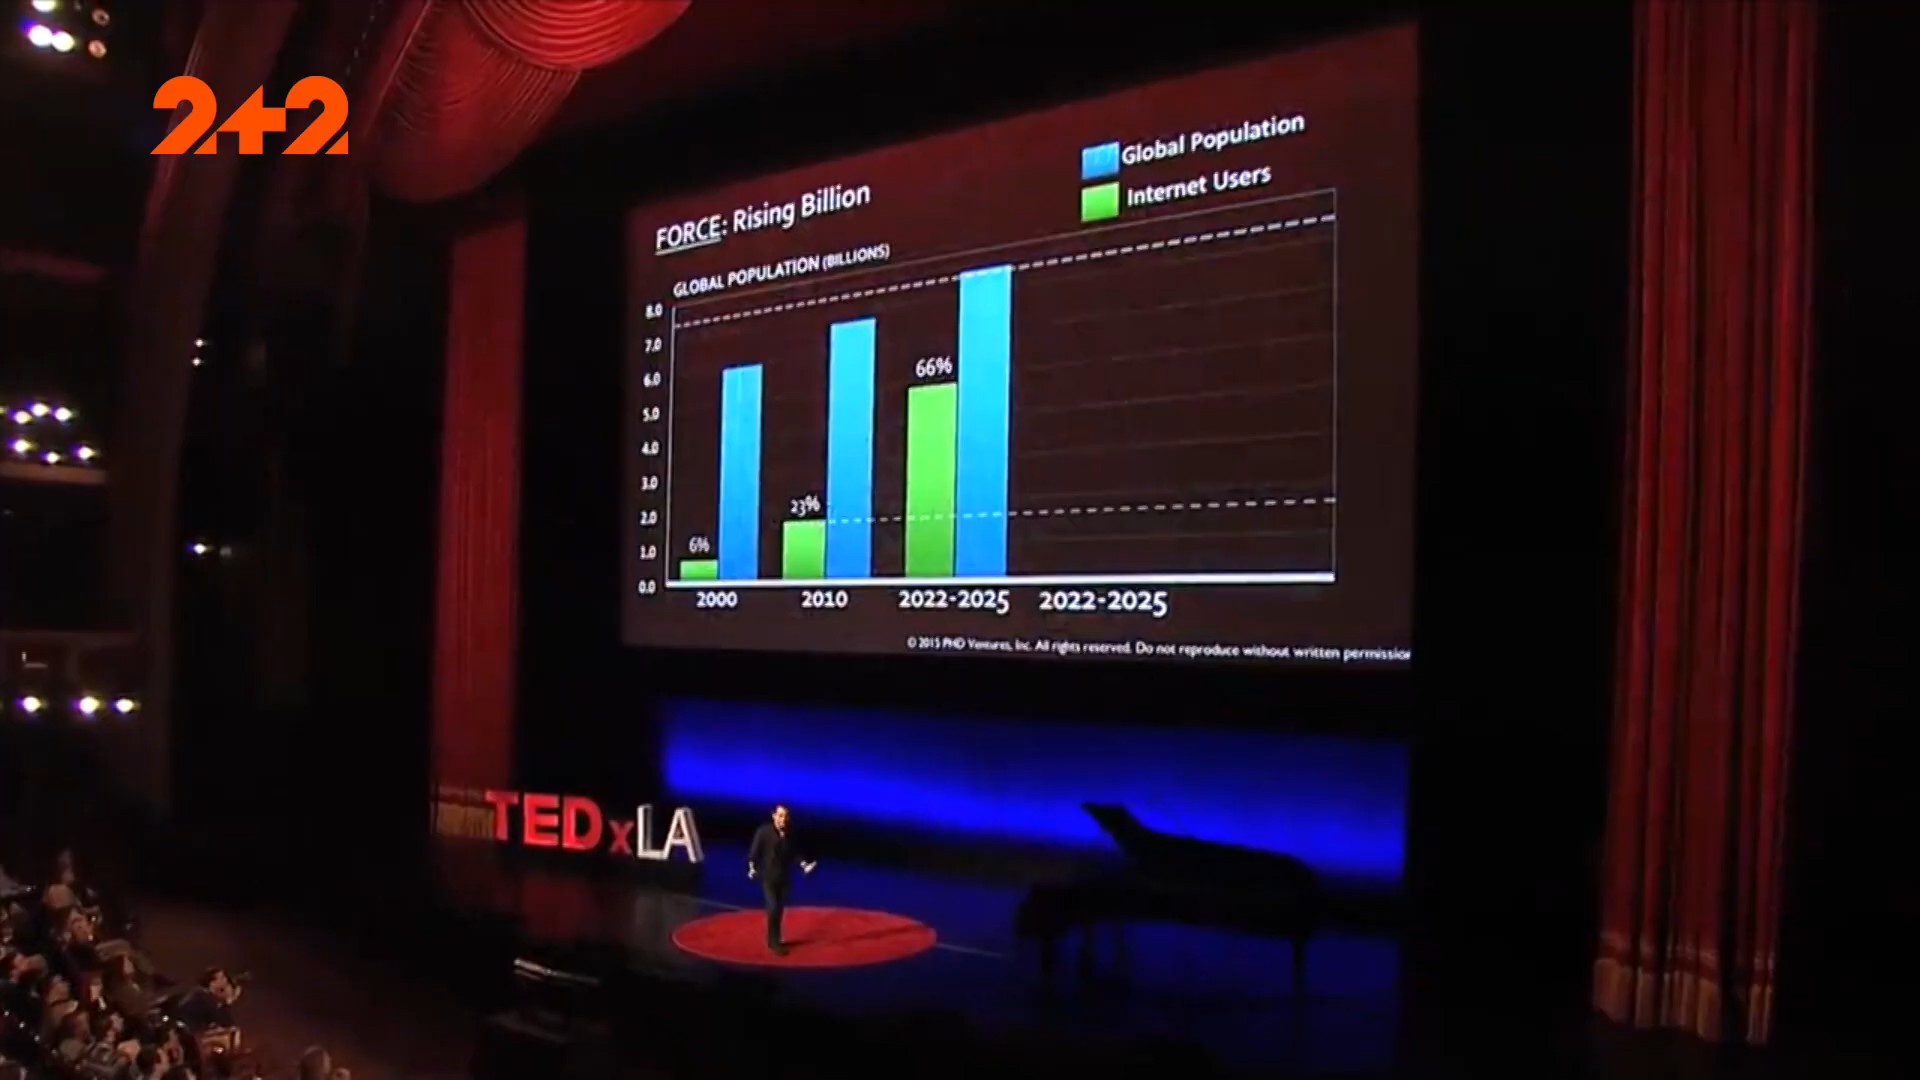 2+2
Global Population
Internet Users
FORCE: Rising Billion
GLOBAL POPULATION (BILLIONS)
8.0
7.0
6.0
5.0
4.0
3.0
2.0
1.0
0.0
6%
23%
66%
2000 2010 2022-2025 2022-2025
© 2015 PHD Ventures, Inc. All rights reserved. Do not reproduce without written permission
TEDxLA